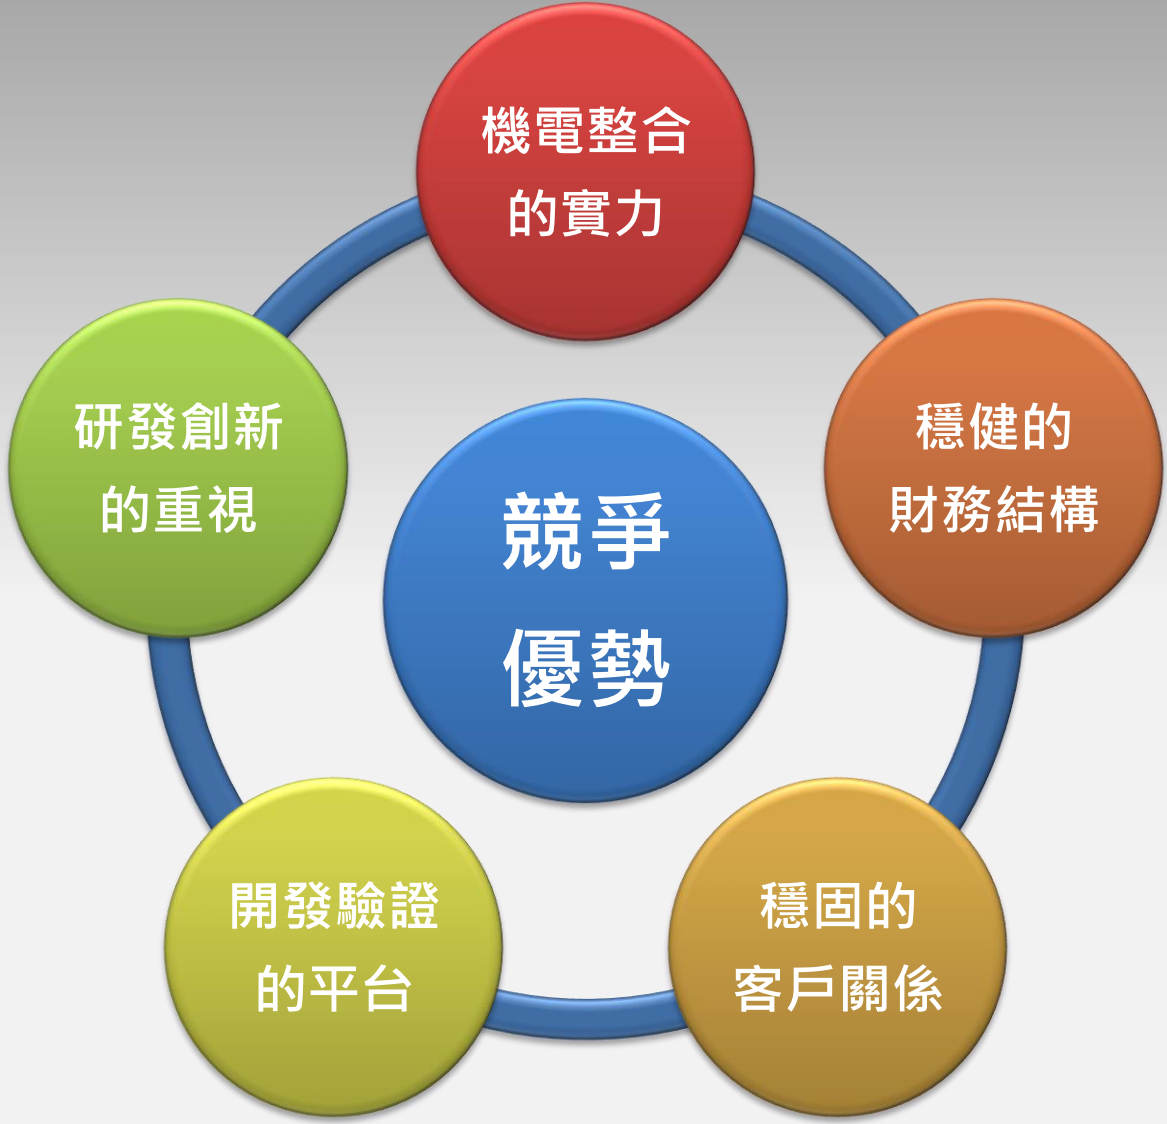 機電整合
的實力
穩健的
財務結構
穩固的
客戶關係
開發驗證
的平台
研發創新
的重視
競爭
優勢